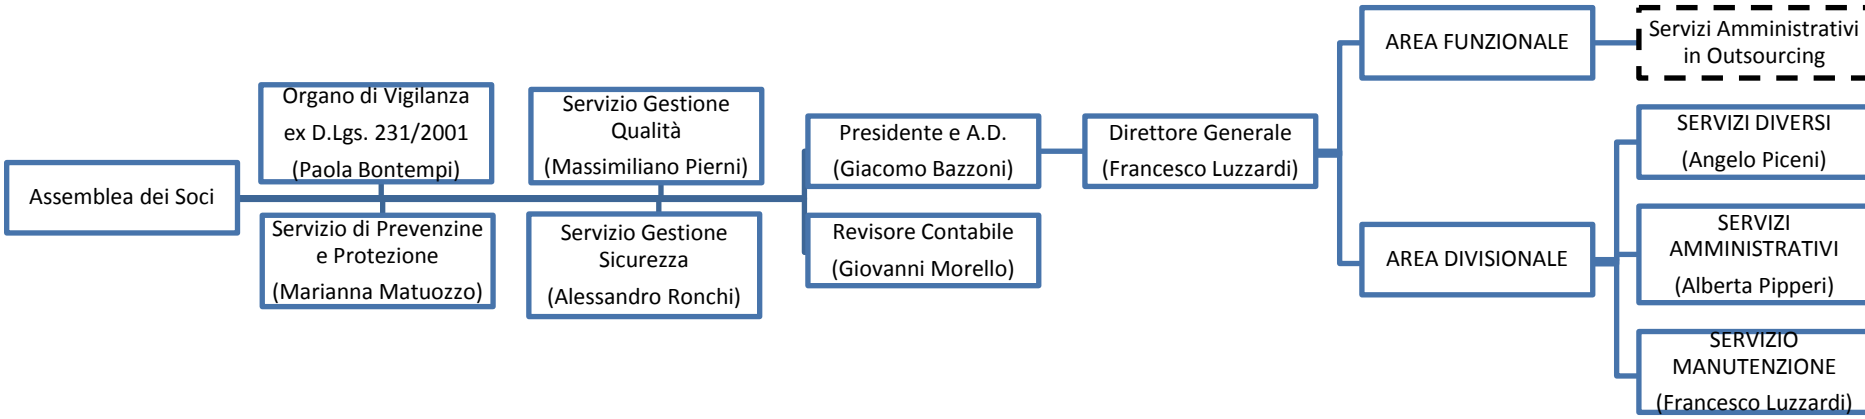 Assemblea dei Soci
Organo di Vigilanza
ex D.Lgs. 231/2001
(Paola Bontempi)
Servizio di Prevenzine
e Protezione
(Marianna Matuozzo)
Servizio Gestione
Qualità
(Massimiliano Pierni)
Servizio Gestione
Sicurezza
(Alessandro Ronchi)
Presidente e A.D.
(Giacomo Bazzoni)
Revisore Contabile
(Giovanni Morello)
Direttore Generale
(Francesco Luzzardi)
AREA FUNZIONALE
Servizi Amministrativi
in Outsourcing
AREA DIVISIONALE
SERVIZI DIVERSI
(Angelo Piceni)
SERVIZI
AMMINISTRATIVI
(Alberta Pipperi)
SERVIZIO
MANUTENZIONE
(Francesco Luzzardi)